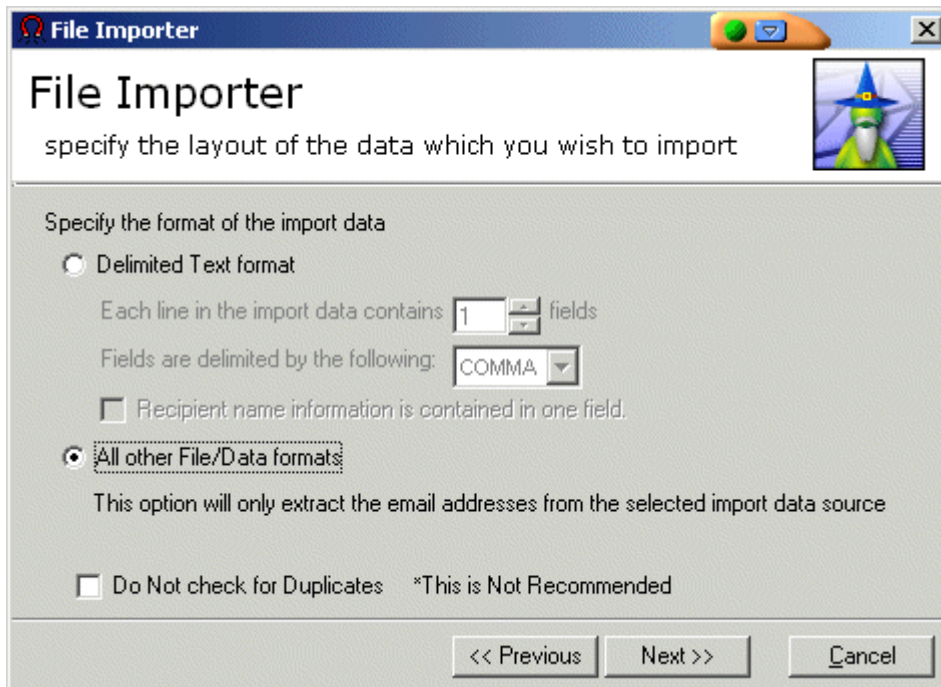 File Importer
File Importer
specify the layout of the data which you wish to import
Specify the format of the import data
Delimited Text format
Each line in the import data contains 1 fields
Fields are delimited by the following: COMMA
Recipient name information is contained in one field.
All other File/Data formats
This option will only extract the email addresses from the selected import data source
Do Not check for Duplicates *This is Not Recommended
<< Previous Next >> Cancel